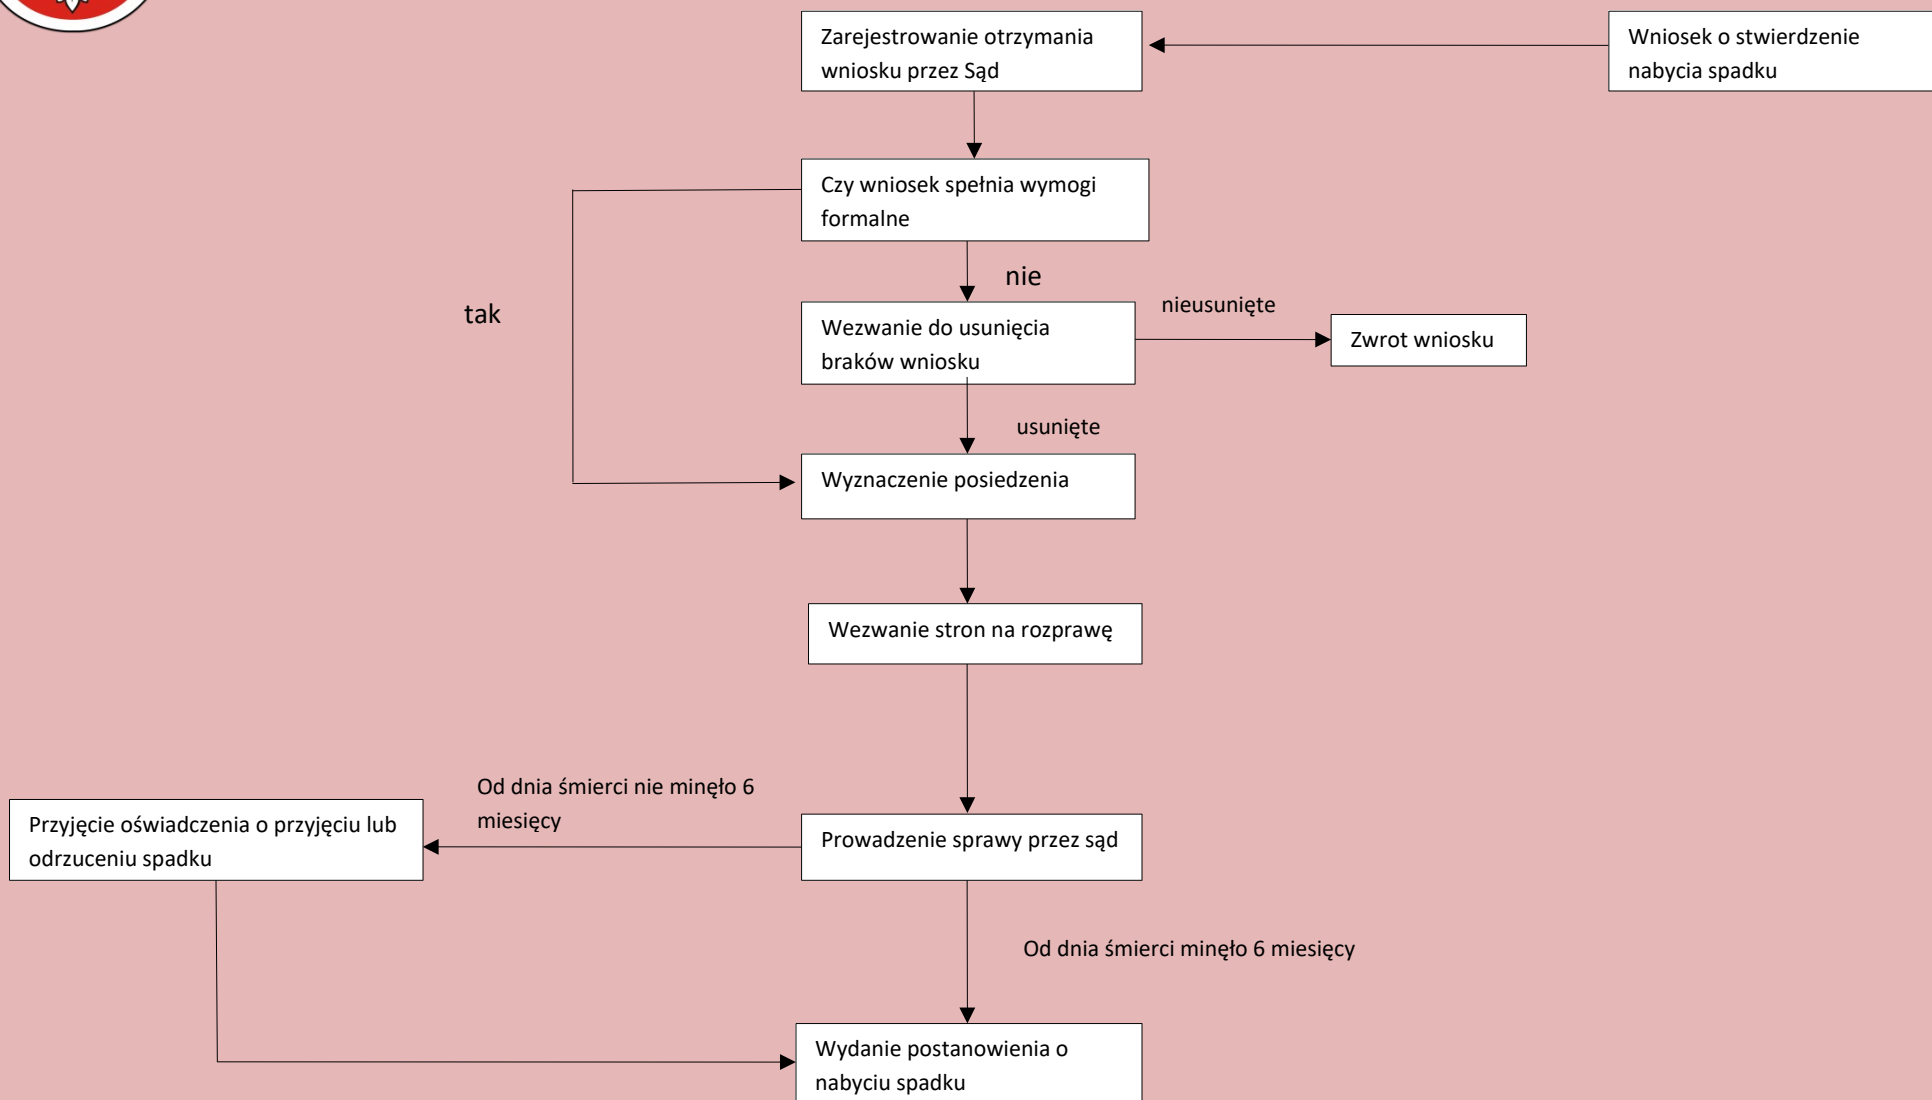 Zarejestrowanie otrzymania
wniosku przez Sąd
Wniosek o stwierdzenie
nabycia spadku
Czy wniosek spełnia wymogi
formalne
nie
tak
Wezwanie do usunięcia
braków wniosku
nieusunięte
Zwrot wniosku
usunięte
Wyznaczenie posiedzenia
Wezwanie stron na rozprawę
Od dnia śmierci nie minęło 6
miesięcy
Przyjęcie oświadczenia o przyjęciu lub
odrzuceniu spadku
Prowadzenie sprawy przez sąd
Od dnia śmierci minęło 6 miesięcy
Wydanie postanowienia o
nabyciu spadku